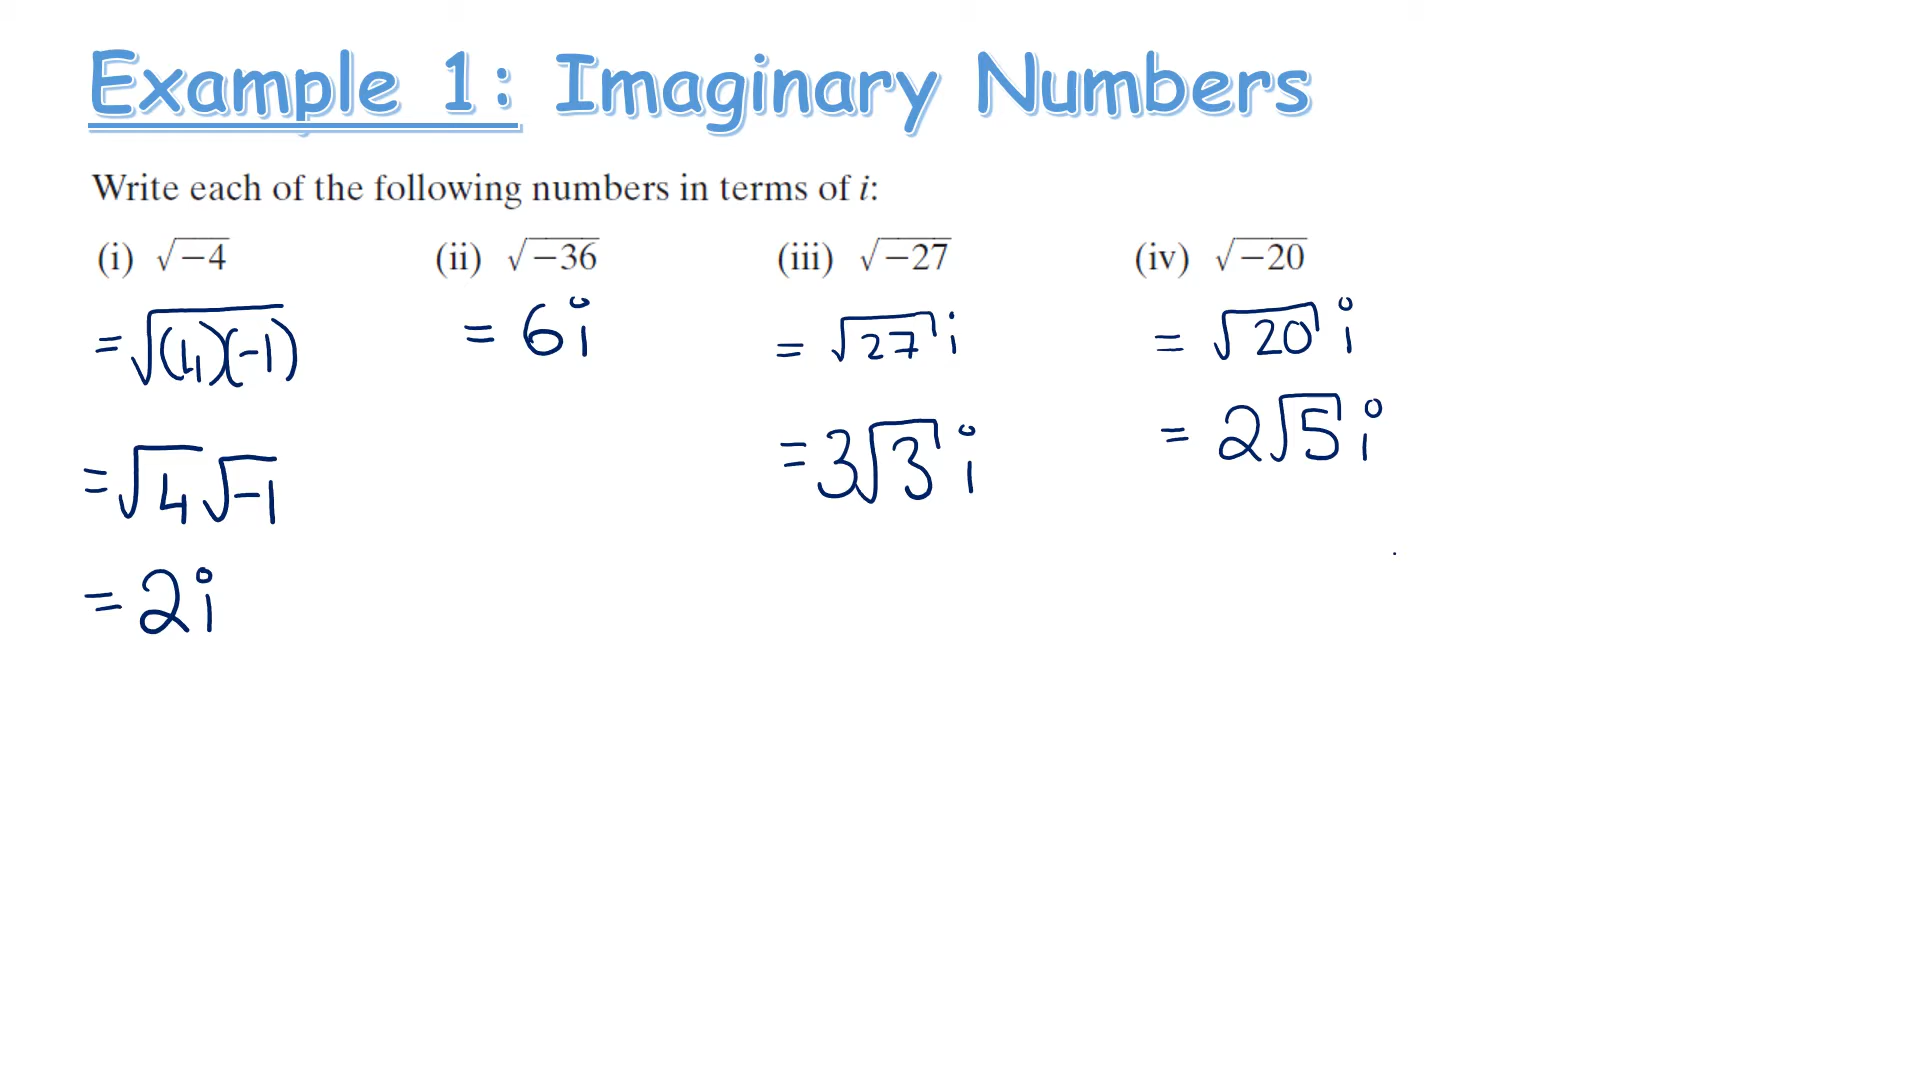 Example 1: Imaginary Numbers
Write each of the following numbers in terms of i:
(i) √−4 (ii) √−36 (iii) √−27 (iv) √−20
= √(4)(-1)
= √4 √-1
= 2i
= 6i
= √27 i
= 3√3 i
= √20 i
= 2√5 i